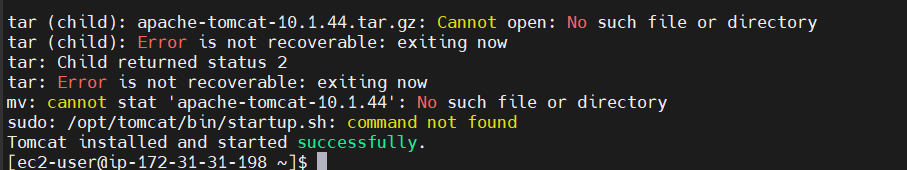 tar (child): apache-tomcat-10.1.44.tar.gz: Cannot open: No such file or directory
tar (child): Error is not recoverable: exiting now
tar: Child returned status 2
tar: Error is not recoverable: exiting now
mv: cannot stat 'apache-tomcat-10.1.44': No such file or directory
sudo: /opt/tomcat/bin/startup.sh: command not found
Tomcat installed and started successfully.
[ec2-user@ip-172-31-31-198 ~]$